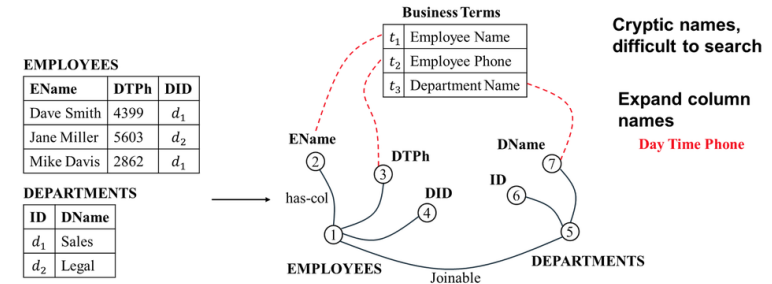 Business Terms
t1 Employee Name
t2 Employee Phone
t3 Department Name
Cryptic names,
difficult to search
Expand column
names
Day Time Phone
EMPLOYEES
EName DTPh DID
Dave Smith 4399 d1
Jane Miller 5603 d2
Mike Davis 2862 d1
DEPARTMENTS
ID DName
d1 Sales
d2 Legal
EName
2
DTPh
3
DID
4
has-col
1
EMPLOYEES
Joinable
DName
7
ID
6
5
DEPARTMENTS